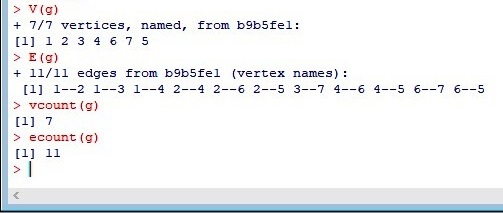 > V(g)
+ 7/7 vertices, named, from b9b5fe1:
[1] 1 2 3 4 6 7 5
> E(g)
+ 11/11 edges from b9b5fe1 (vertex names):
[1] 1--2 1--3 1--4 2--4 2--6 2--5 3--7 4--6 4--5 6--7 6--5
> vcount(g)
[1] 7
> ecount(g)
[1] 11
>